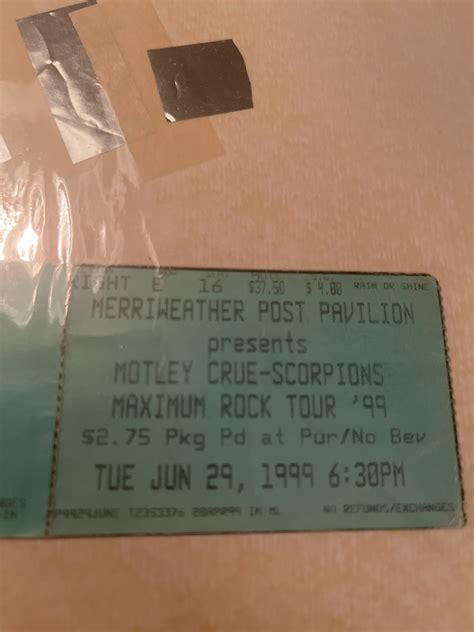 RIGHT E 16 $37.50 $ 4.00 RAIN OR SHINE
MERRIWEATHER POST PAVILION
presents
MOTLEY CRUE-SCORPIONS
MAXIMUM ROCK TOUR '99
$2.75 Pkg Pd at Pur/No Bev
TUE JUN 29, 1999 6:30PM
NO REFUNDS/EXCHANGES